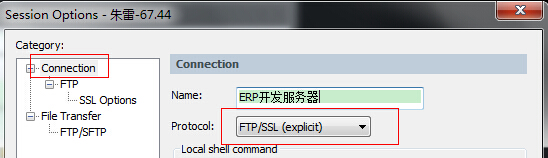 Session Options - 朱雷-67.44
Category:
Connection
FTP
SSL Options
File Transfer
FTP/SFTP
Connection
Name:
ERP开发服务器
Protocol:
FTP/SSL (explicit)
Local shell command